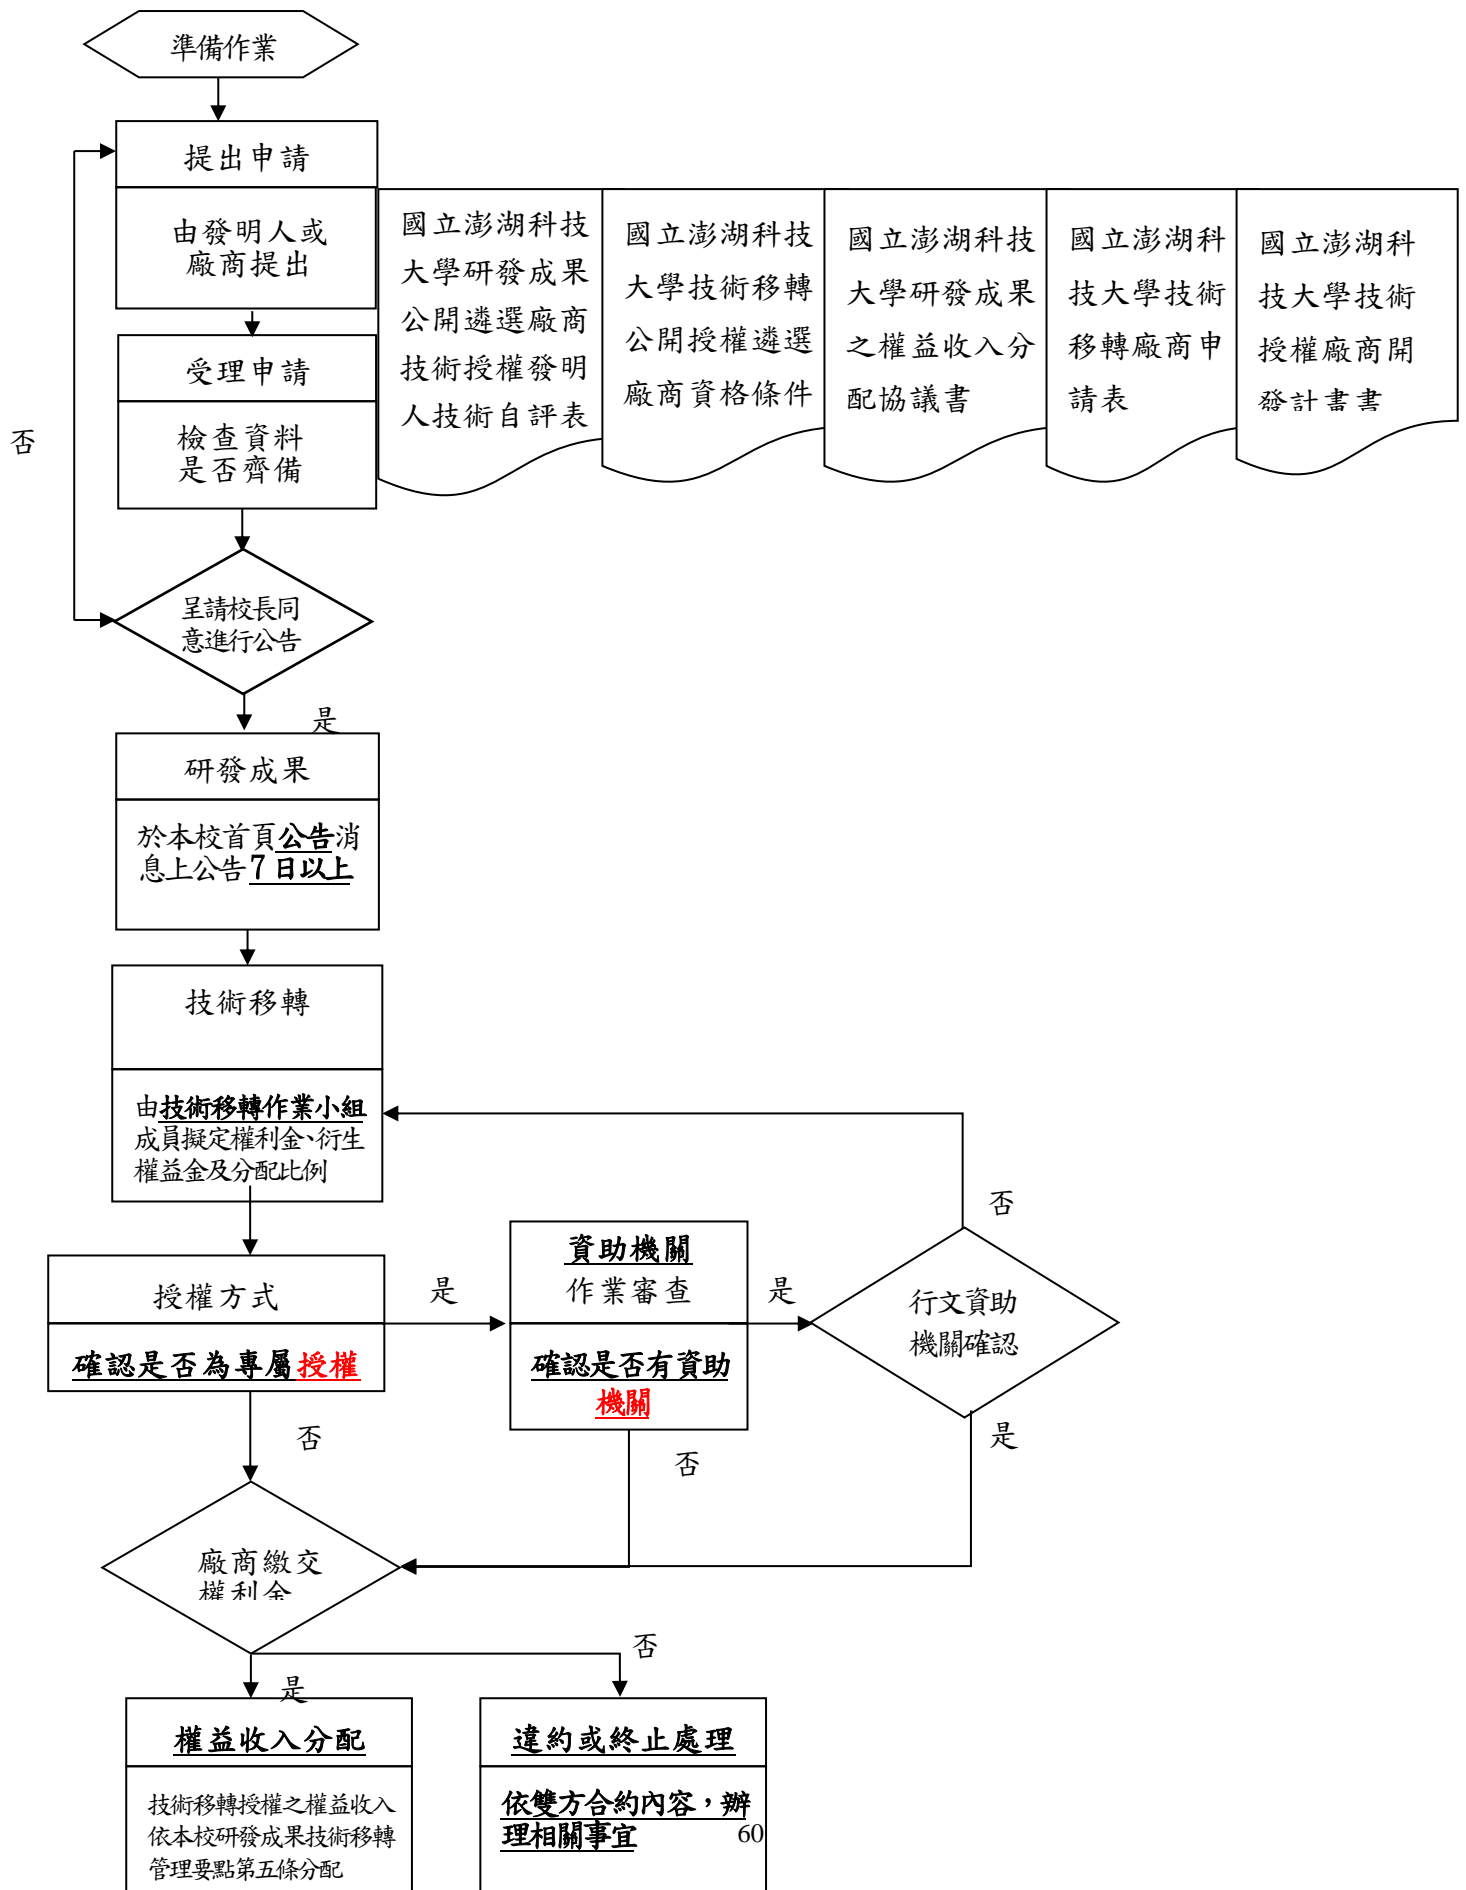 準備作業
提出申請
由發明人或
廠商提出
國立澎湖科技
大學研發成果
公開遴選廠商
技術授權發明
人技術自評表
國立澎湖科技
大學技術移轉
公開授權遴選
廠商資格條件
國立澎湖科技
大學研發成果
之權益收入分
配協議書
國立澎湖科
技大學技術
移轉廠商申
請表
國立澎湖科
技大學技術
授權廠商開
發計畫書
受理申請
檢查資料
是否齊備
否
呈請校長同
意進行公告
是
研發成果
於本校首頁公告消
息上公告7日以上
技術移轉
由技術移轉作業小組
成員擬定權利金、衍生
權益金及分配比例
否
授權方式
確認是否為專屬授權
是
資助機關
作業審查
確認是否有資助
機關
是
行文資助
機關確認
否
否
是
廠商繳交
權利金
是
否
權益收入分配
技術移轉授權之權益收入
依本校研發成果技術移轉
管理要點第五條分配
違約或終止處理
依雙方合約內容，辦
理相關事宜
60